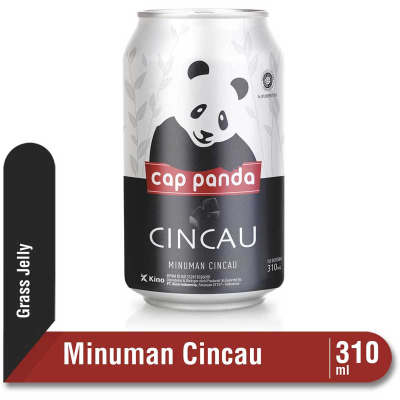 cap panda
CINCAU
MINUMAN CINCAU
310
Kino
Grass Jelly
Minuman Cincau
310
ml